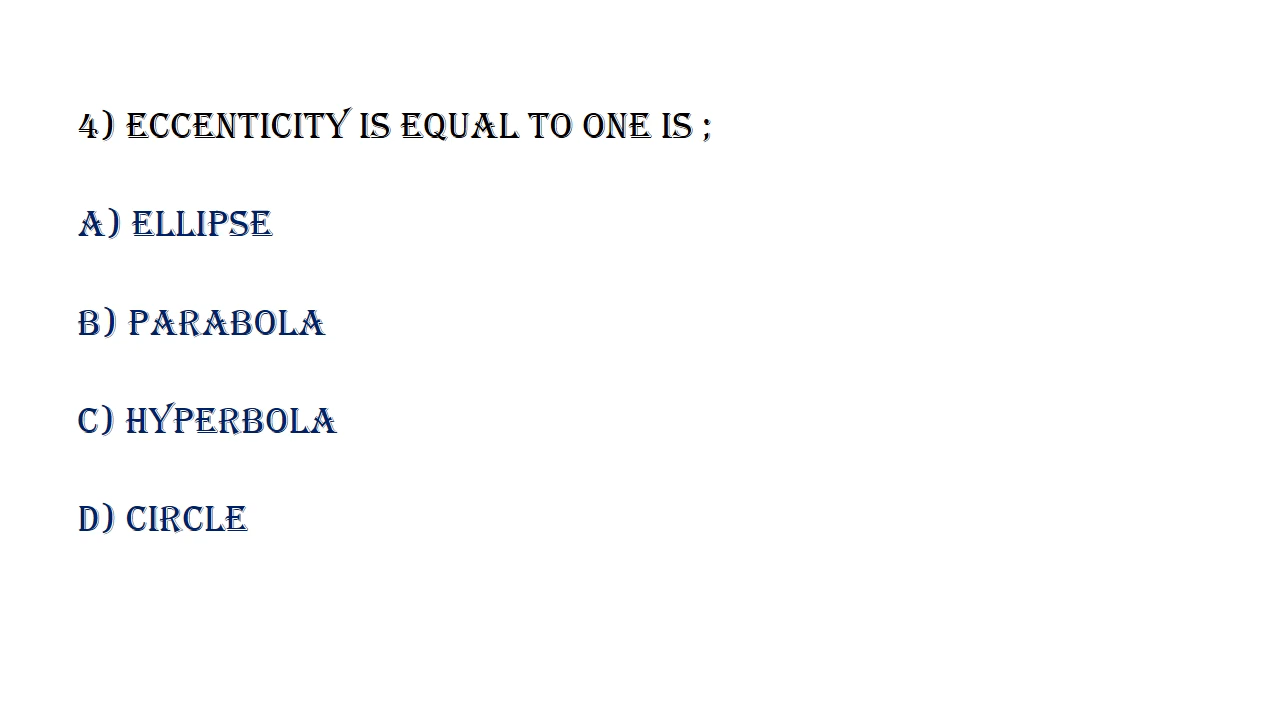 4) ECCENTICITY IS EQUAL TO ONE IS ;
A) ELLIPSE
B) PARABOLA
C) HYPERBOLA
D) CIRCLE